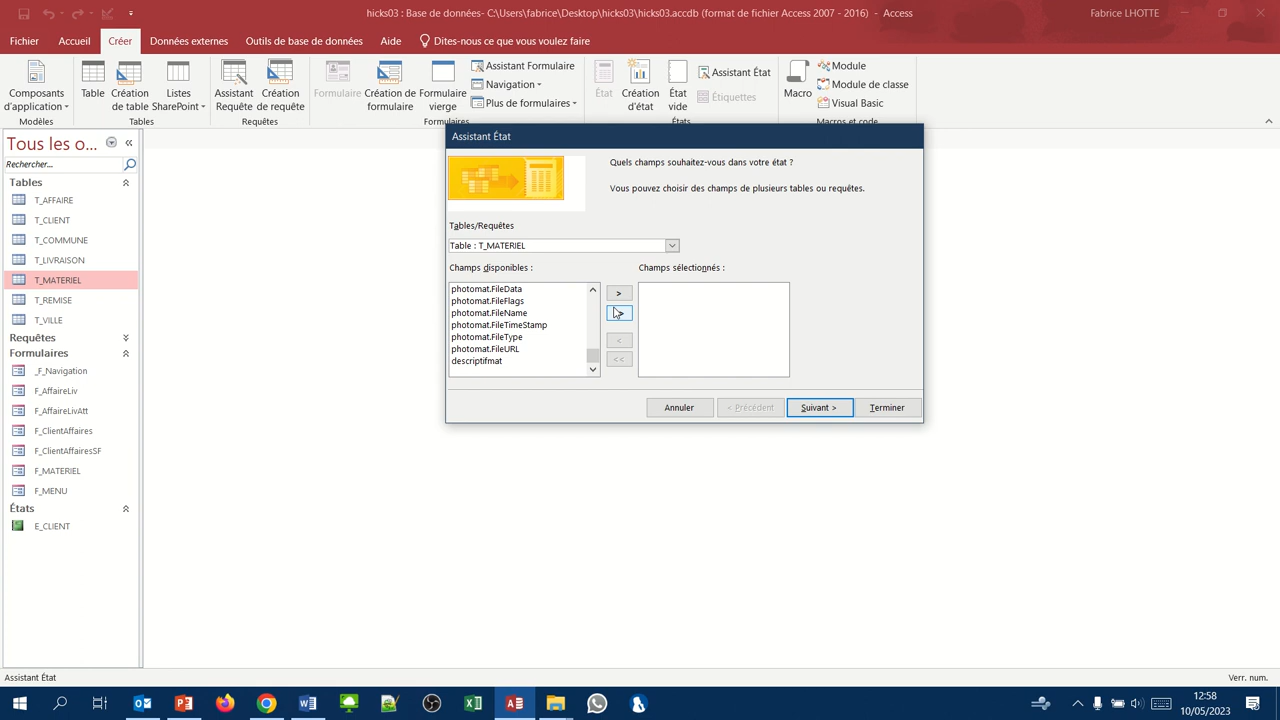 hicks03 : Base de données- C:\Users\fabrice\Desktop\hicks03\hicks03.accdb (format de fichier Access 2007 - 2016) - Access
Fabrice LHOTTE
Fichier Accueil Créer Données externes Outils de base de données Aide Dites-nous ce que vous voulez faire
Composants d'application
Modèles
Table
Création de table
Listes SharePoint
Tables
Assistant Requête
Création de requête
Requêtes
Formulaire
Création de formulaire
Formulaire vierge
Assistant Formulaire
Navigation
Plus de formulaires
Formulaires
État
Création d'état
État vide
Assistant État
Étiquettes
États
Macro
Module
Module de classe
Visual Basic
Macros et code
Tous les o...
Rechercher...
Tables
T_AFFAIRE
T_CLIENT
T_COMMUNE
T_LIVRAISON
T_MATERIEL
T_REMISE
T_VILLE
Requêtes
Formulaires
_F_Navigation
F_AffaireLiv
F_AffaireLivAtt
F_ClientAffaires
F_ClientAffairesSF
F_MATERIEL
F_MENU
États
E_CLIENT
Assistant État
Quels champs souhaitez-vous dans votre état ?
Vous pouvez choisir des champs de plusieurs tables ou requêtes.
Tables/Requêtes
Table : T_MATERIEL
Champs disponibles :
Champs sélectionnés :
photomat.FileData
photomat.FileFlags
photomat.FileName
photomat.FileTimeStamp
photomat.FileType
photomat.FileURL
descriptifmat
>
>
<
<<
Annuler < Précédent Suivant > Terminer
Assistant État
Verr. num.
12:58
10/05/2023